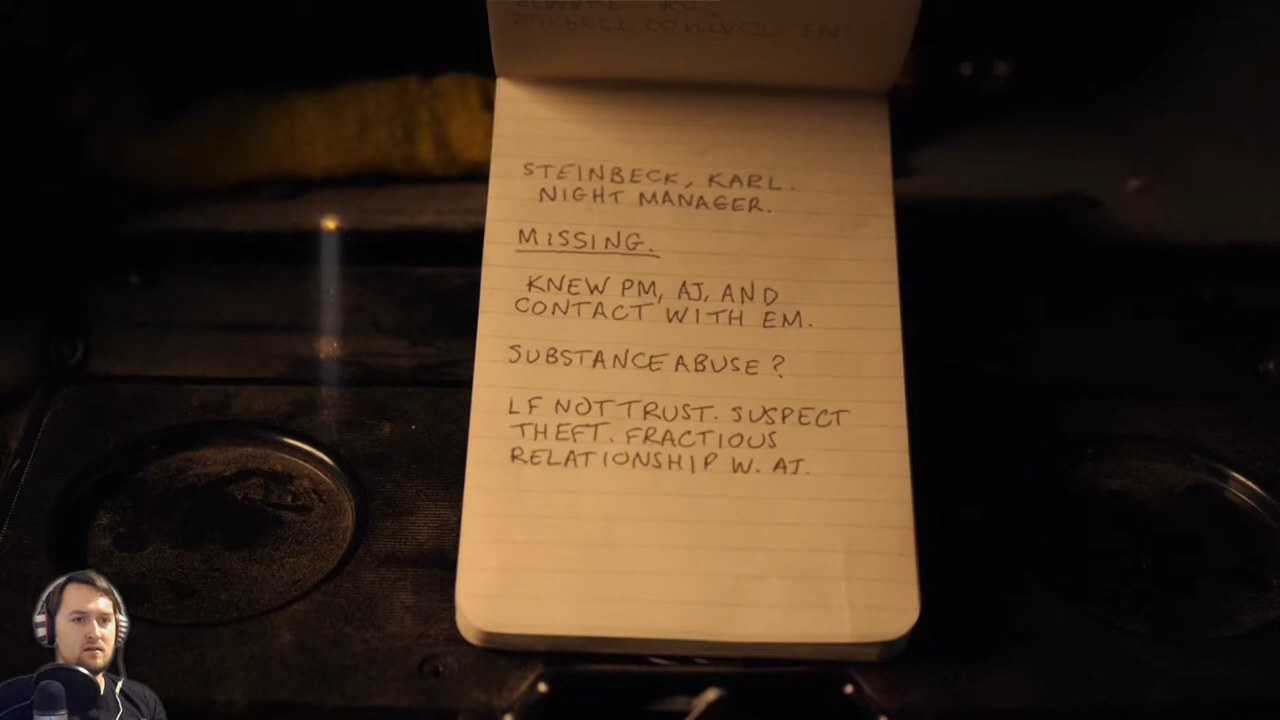 STEINBECK, KARL.
NIGHT MANAGER.
MISSING.
KNEW PM, AJ, AND
CONTACT WITH EM.
SUBSTANCE ABUSE?
LF NOT TRUST. SUSPECT
THEFT. FRACTIOUS
RELATIONSHIP W. AJ.